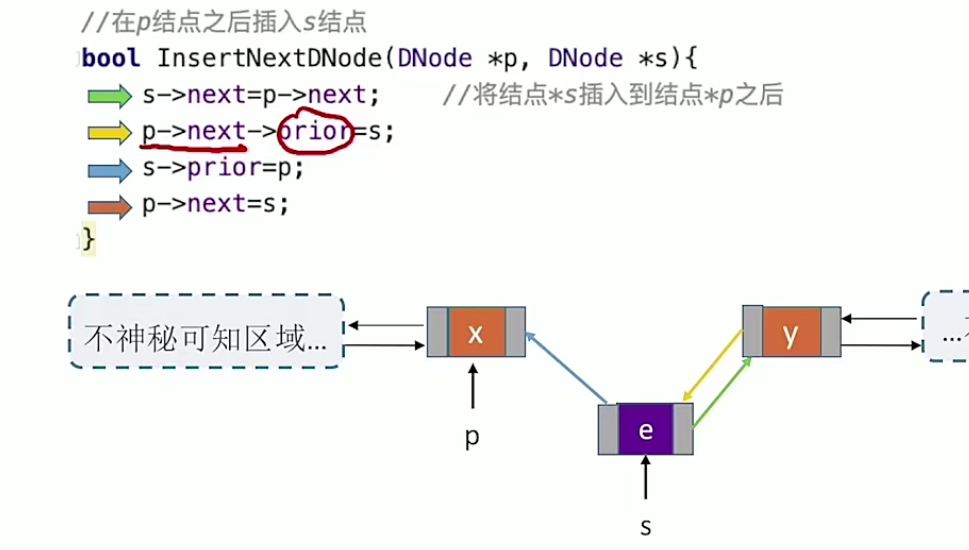 //在p结点之后插入s结点
bool InsertNextDNode(DNode *p, DNode *s){
s->next=p->next; //将结点*s插入到结点*p之后
p->next->prior=s;
s->prior=p;
p->next=s;
}
不神秘可知区域...
x
y
...
p
e
s